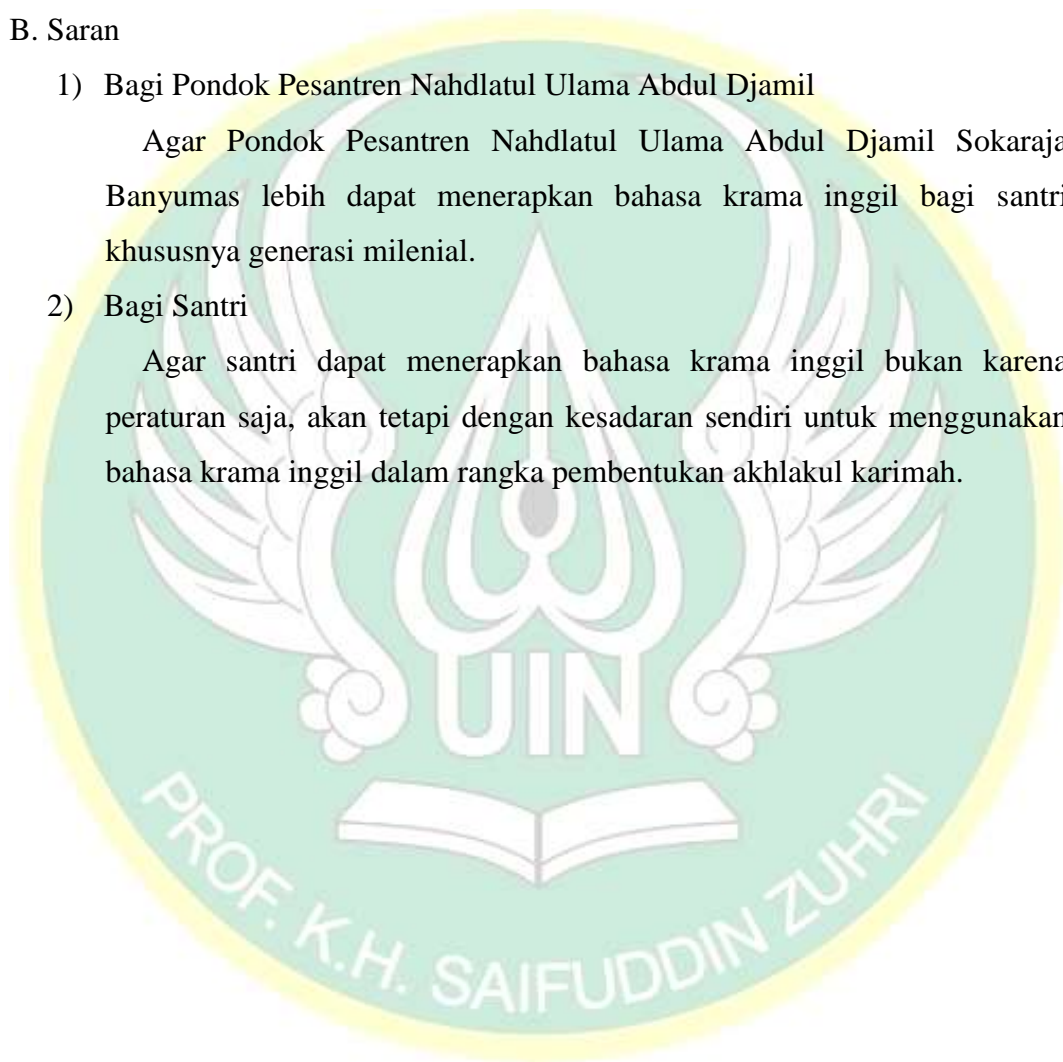 B. Saran
1) Bagi Pondok Pesantren Nahdlatul Ulama Abdul Djamil
Agar Pondok Pesantren Nahdlatul Ulama Abdul Djamil Sokaraja
Banyumas lebih dapat menerapkan bahasa krama inggil bagi santri
khususnya generasi milenial.
2) Bagi Santri
Agar santri dapat menerapkan bahasa krama inggil bukan karena
peraturan saja, akan tetapi dengan kesadaran sendiri untuk menggunakan
bahasa krama inggil dalam rangka pembentukan akhlakul karimah.
UIN
PROF. K.H. SAIFUDDIN ZUHRI